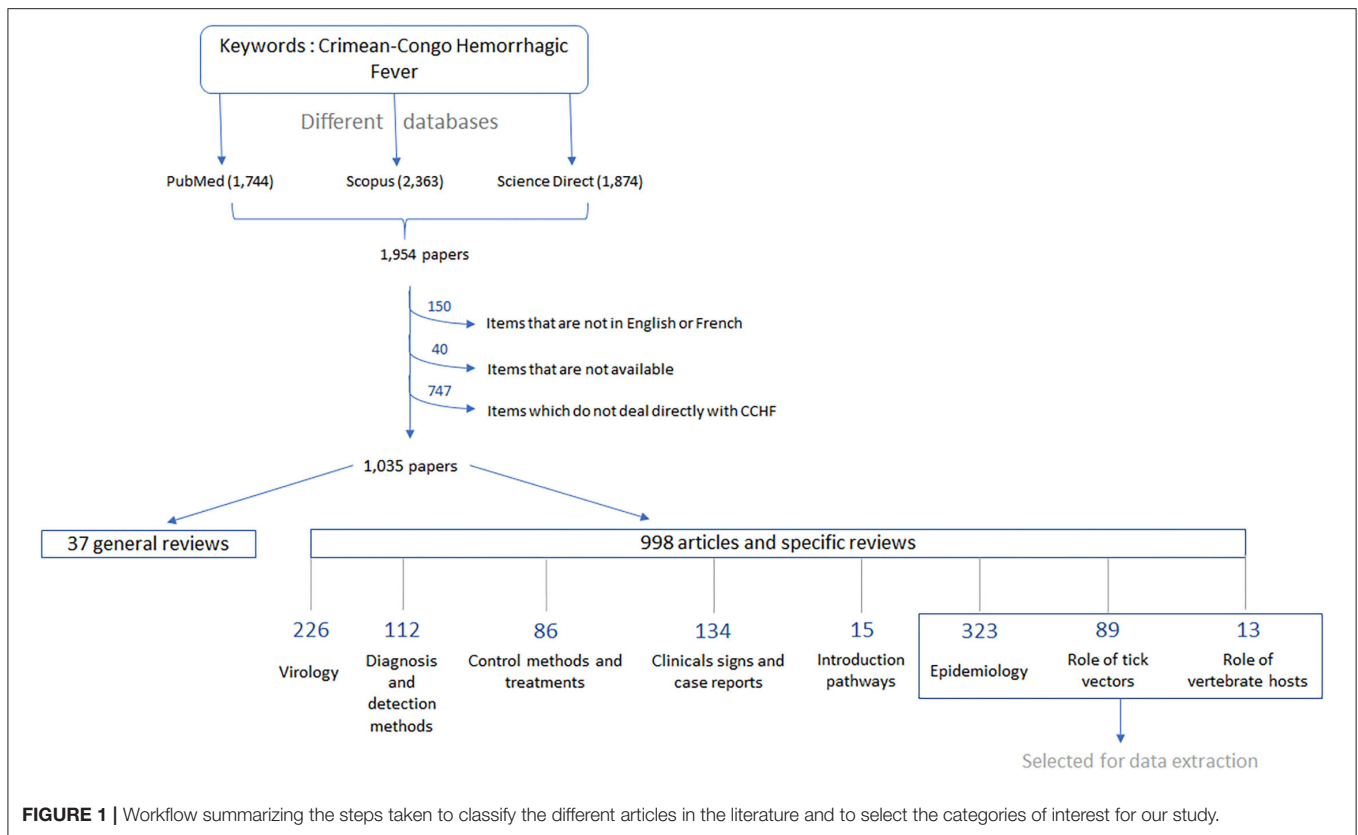 Keywords : Crimean-Congo Hemorrhagic
Fever
Different databases
PubMed (1,744)
Scopus (2,363)
Science Direct (1,874)
1,954 papers
150
Items that are not in English or French
40
Items that are not available
747
Items which do not deal directly with CCHF
1,035 papers
37 general reviews
998 articles and specific reviews
226
Virology
112
Diagnosis
and
detection
methods
86
Control methods and
treatments
134
Clinicals signs and
case reports
15
Introduction
pathways
323
Epidemiology
89
Role of tick
vectors
13
Role of
vertebrate hosts
Selected for data extraction
FIGURE 1 | Workflow summarizing the steps taken to classify the different articles in the literature and to select the categories of interest for our study.